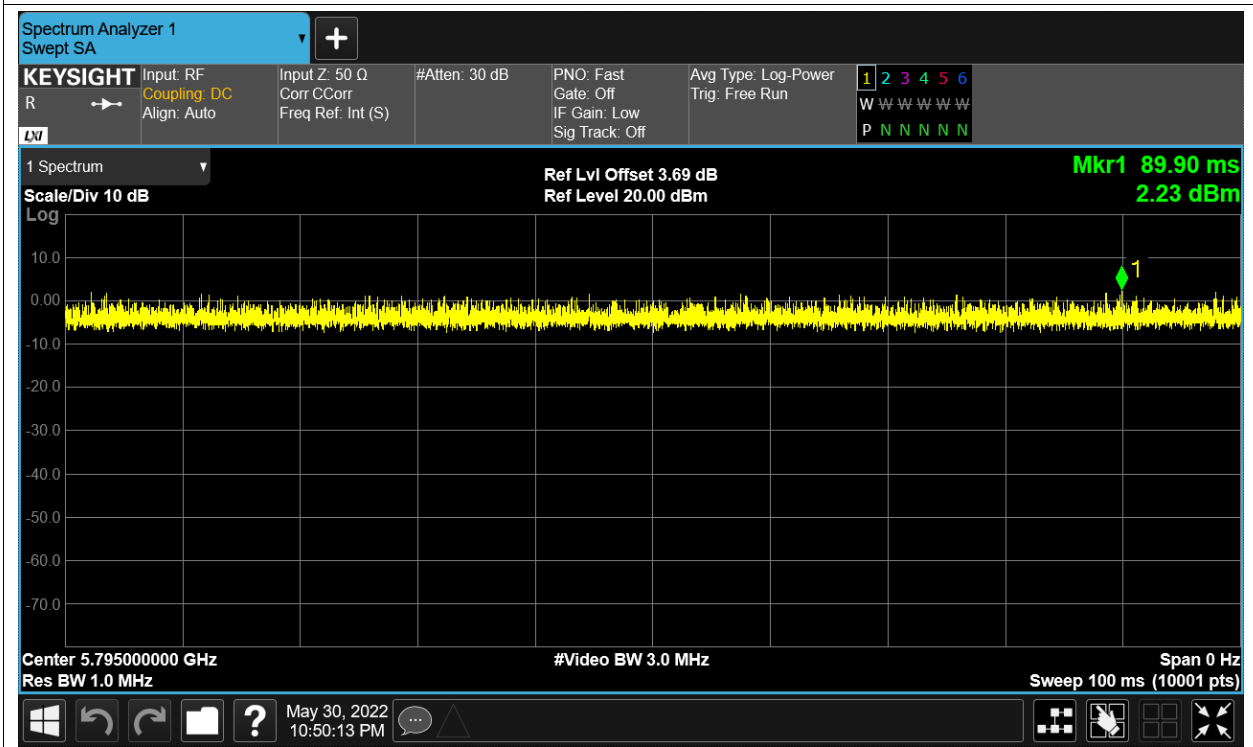 Spectrum Analyzer 1
Swept SA
KEYSIGHT
R
LXI
Input: RF
Coupling: DC
Align: Auto
Input Z: 50 Ω
Corr CCorr
Freq Ref: Int (S)
#Atten: 30 dB
PNO: Fast
Gate: Off
IF Gain: Low
Sig Track: Off
Avg Type: Log-Power
Trig: Free Run
1 2 3 4 5 6
W W W W W W
P N N N N N
1 Spectrum
Scale/Div 10 dB
Ref Lvl Offset 3.69 dB
Ref Level 20.00 dBm
Mkr1 89.90 ms
2.23 dBm
Log
10.0
0.00
-10.0
-20.0
-30.0
-40.0
-50.0
-60.0
-70.0
1
Center 5.795000000 GHz
Res BW 1.0 MHz
#Video BW 3.0 MHz
Span 0 Hz
Sweep 100 ms (10001 pts)
?
May 30, 2022
10:50:13 PM